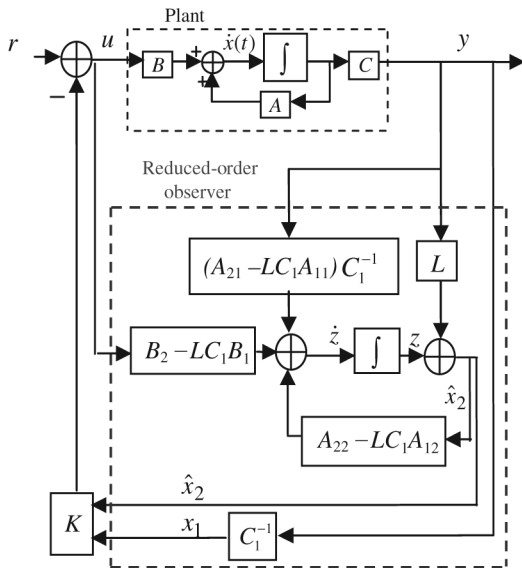 Plant
r
u
B
+
+
ẋ(t)
∫
C
y
A
−
Reduced-order
observer
(A₂₁ − LC₁A₁₁) C₁⁻¹
L
B₂ − LC₁B₁
ż
∫
z
x̂₂
A₂₂ − LC₁A₁₂
x̂₂
K
x₁
C₁⁻¹